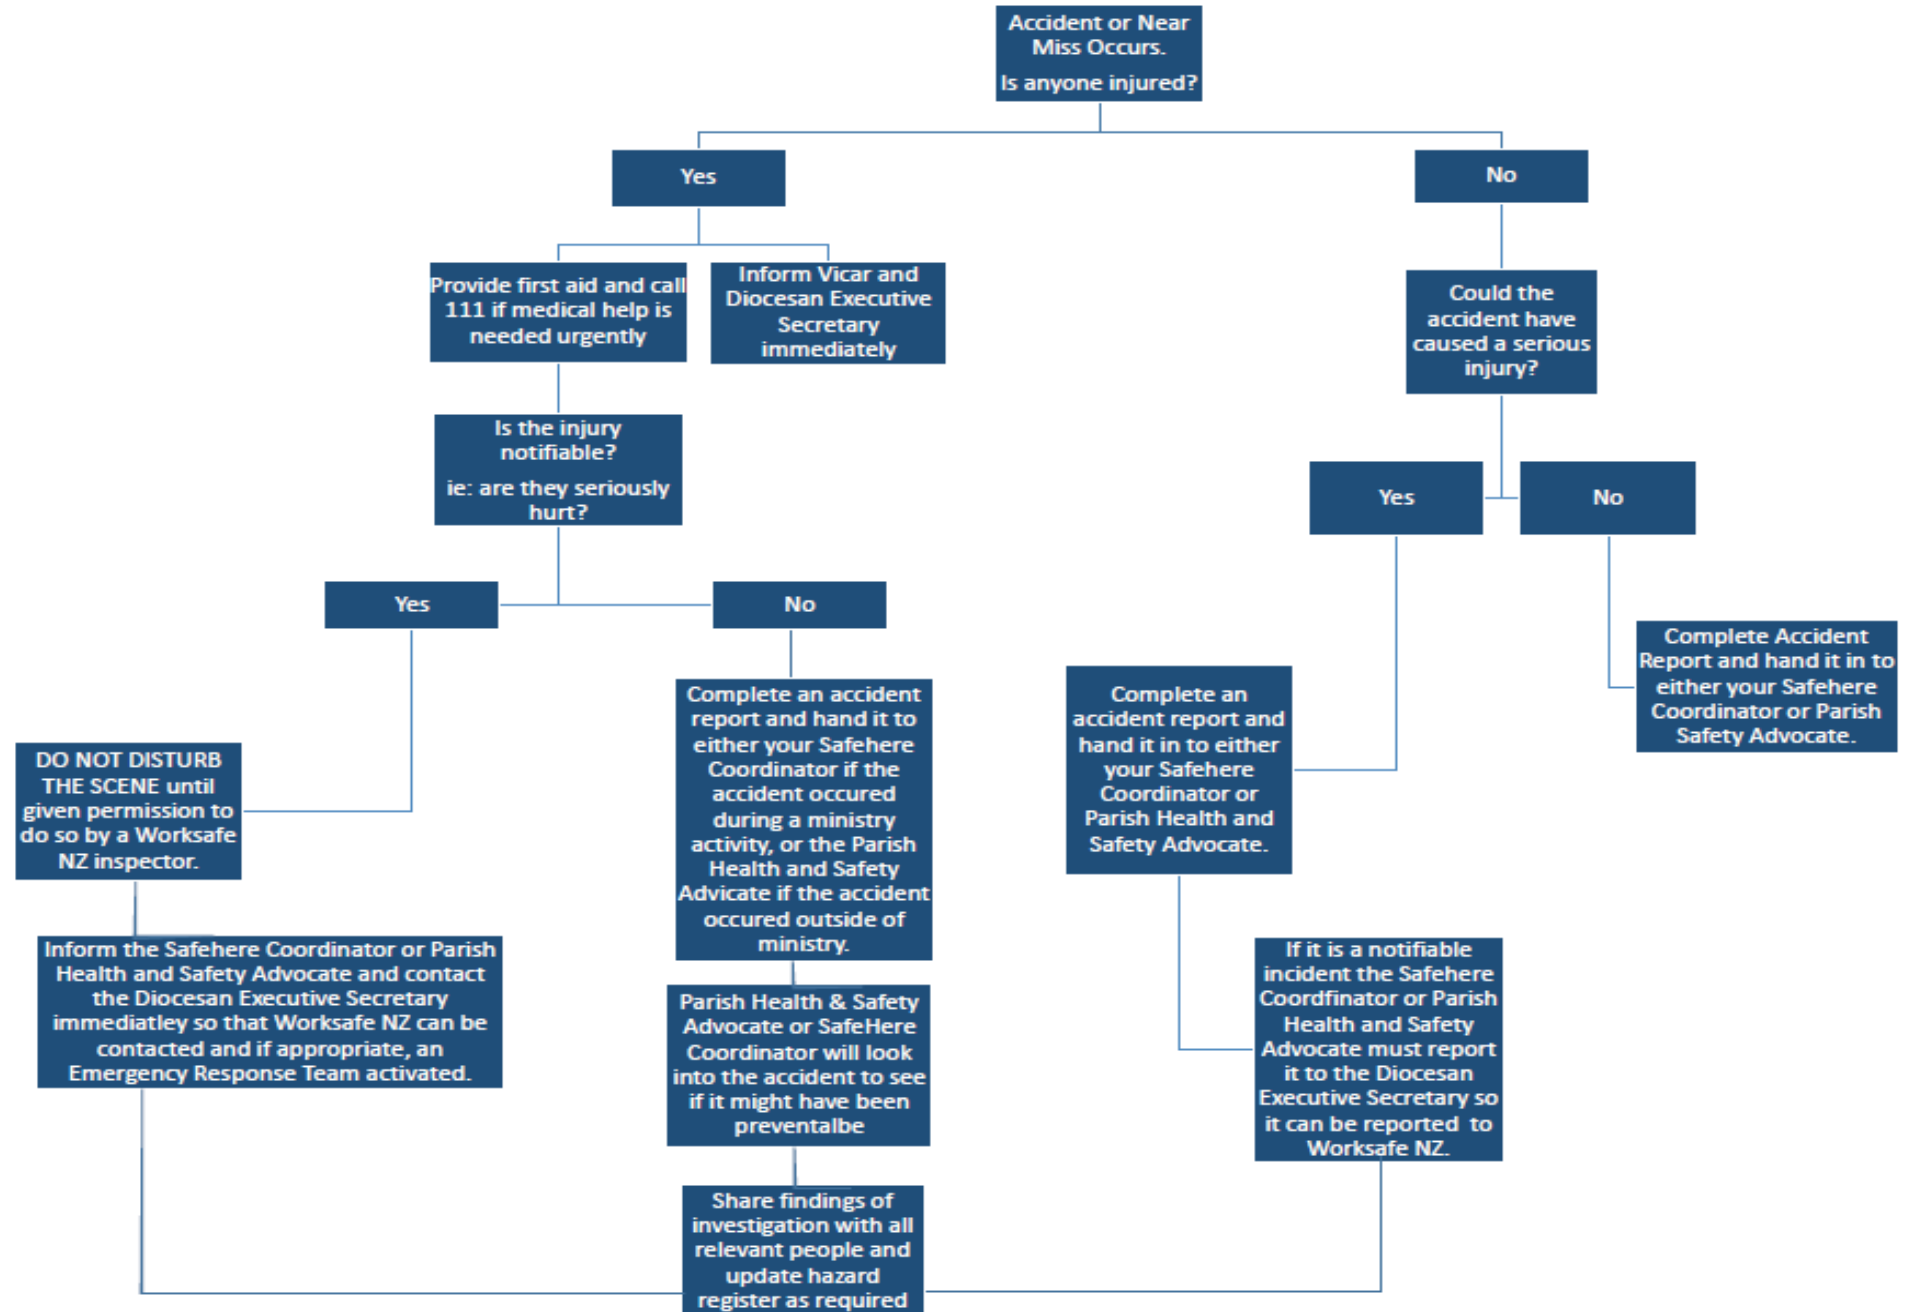 Accident or Near
Miss Occurs.
Is anyone injured?
Yes
No
Provide first aid and call
111 if medical help is
needed urgently
Inform Vicar and
Diocesan Executive
Secretary
immediately
Could the
accident have
caused a serious
injury?
Is the injury
notifiable?
ie: are they seriously
hurt?
Yes
No
Yes
No
Complete Accident
Report and hand it in to
either your Safehere
Coordinator or Parish
Safety Advocate.
Complete an
accident report and
hand it in to either
your Safehere
Coordinator or
Parish Health and
Safety Advocate.
Complete an accident
report and hand it to
either your Safehere
Coordinator if the
accident occured
during a ministry
activity, or the Parish
Health and Safety
Advicate if the accident
occured outside of
ministry.
DO NOT DISTURB
THE SCENE until
given permission to
do so by a Worksafe
NZ inspector.
Inform the Safehere Coordinator or Parish
Health and Safety Advocate and contact
the Diocesan Executive Secretary
immediatley so that Worksafe NZ can be
contacted and if appropriate, an
Emergency Response Team activated.
If it is a notifiable
incident the Safehere
Coordfinator or Parish
Health and Safety
Advocate must report
it to the Diocesan
Executive Secretary so
it can be reported to
Worksafe NZ.
Parish Health & Safety
Advocate or SafeHere
Coordinator will look
into the accident to see
if it might have been
preventalbe
Share findings of
investigation with all
relevant people and
update hazard
register as required